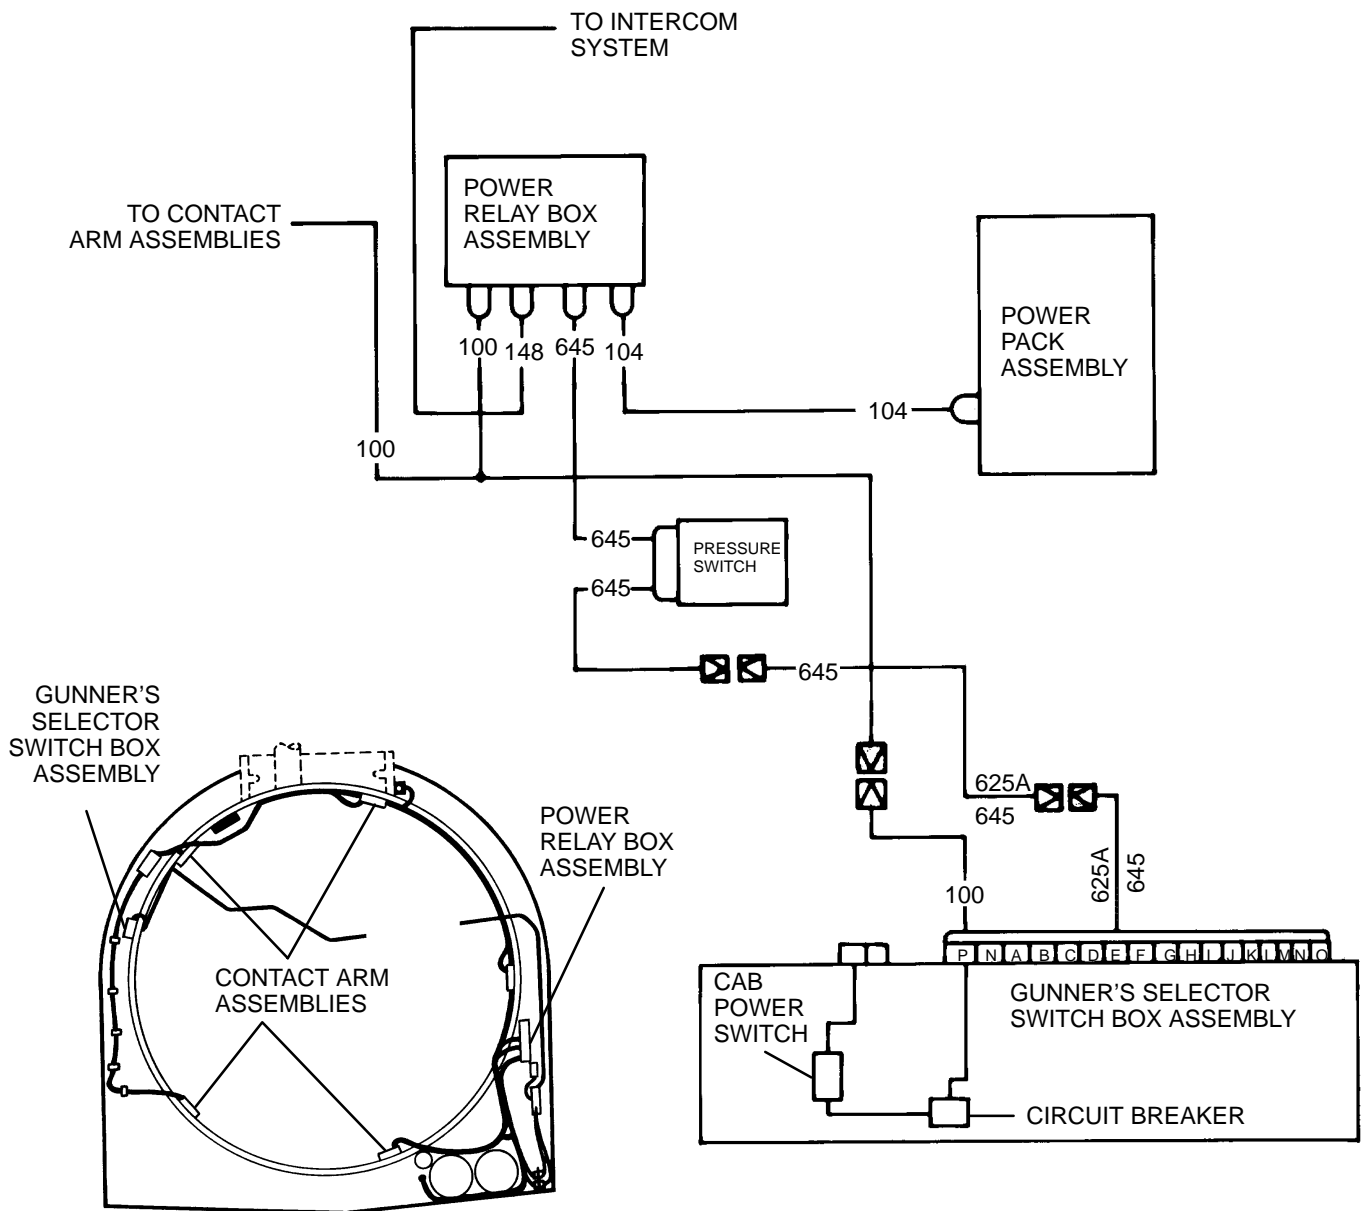 TO INTERCOM
SYSTEM
POWER
RELAY BOX
ASSEMBLY
TO CONTACT
ARM ASSEMBLIES
POWER
PACK
ASSEMBLY
100
148
645
104
104
100
645
PRESSURE
SWITCH
645
645
GUNNER'S
SELECTOR
SWITCH BOX
ASSEMBLY
625A
645
POWER
RELAY BOX
ASSEMBLY
625A
645
100
P N A B C D E F G H I J K L M N O
CONTACT ARM
ASSEMBLIES
CAB
POWER
SWITCH
GUNNER'S SELECTOR
SWITCH BOX ASSEMBLY
CIRCUIT BREAKER